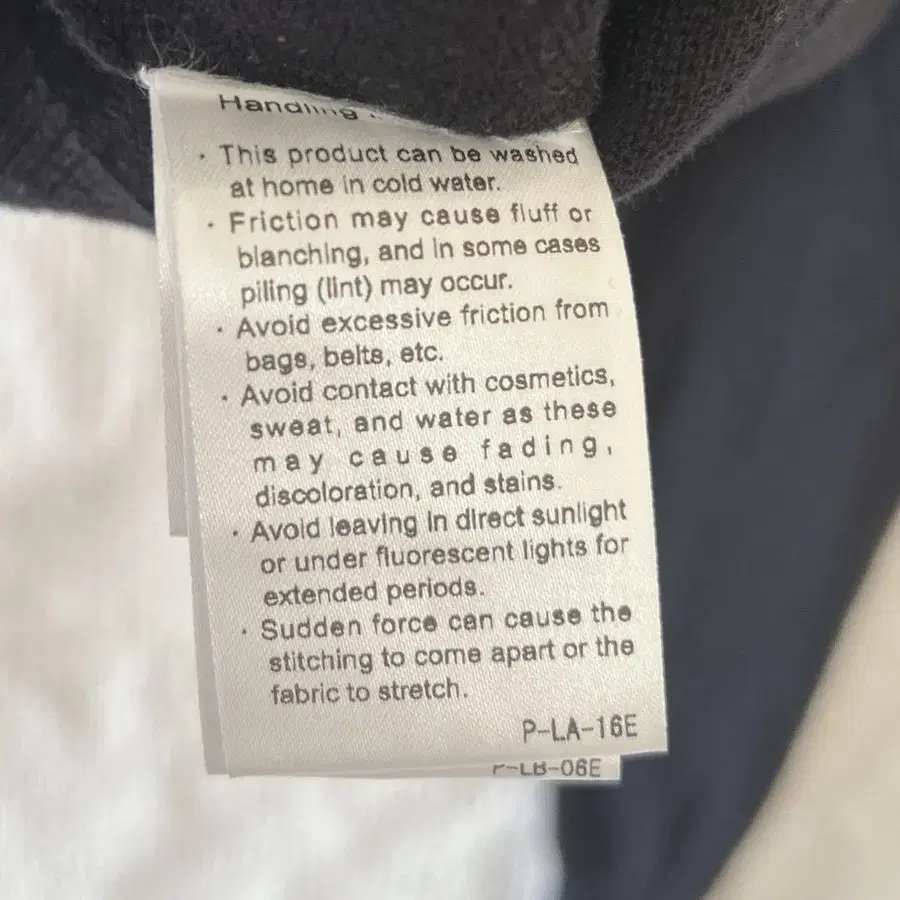 Handling
· This product can be washed
at home in cold water.
· Friction may cause fluff or
blanching, and in some cases
piling (lint) may occur.
· Avoid excessive friction from
bags, belts, etc.
· Avoid contact with cosmetics,
sweat, and water as these
may cause fading,
discoloration, and stains.
· Avoid leaving in direct sunlight
or under fluorescent lights for
extended periods.
· Sudden force can cause the
stitching to come apart or the
fabric to stretch.
P-LA-16E
P-LB-06E